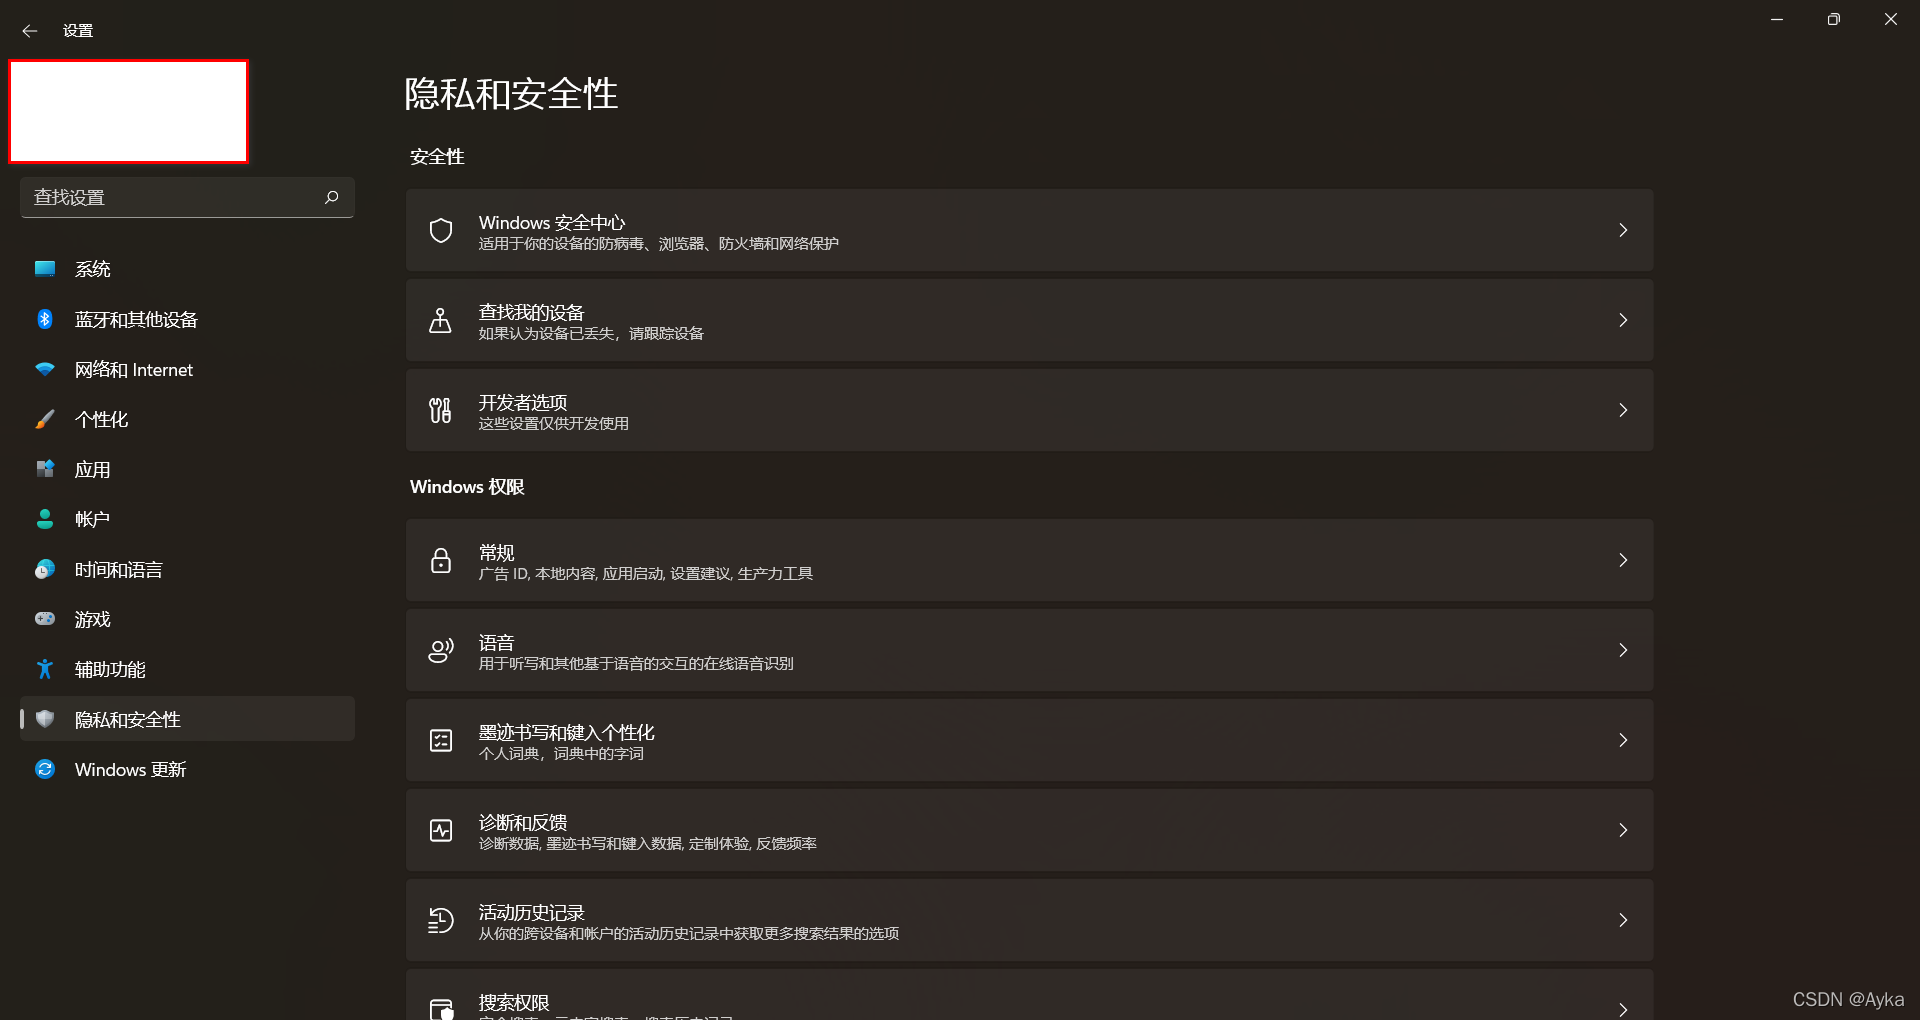 设置
查找设置
系统
蓝牙和其他设备
网络和 Internet
个性化
应用
帐户
时间和语言
游戏
辅助功能
隐私和安全性
Windows 更新
隐私和安全性
安全性
Windows 安全中心
适用于你的设备的防病毒、浏览器、防火墙和网络保护
查找我的设备
如果认为设备已丢失，请跟踪设备
开发者选项
这些设置仅供开发使用
Windows 权限
常规
广告 ID, 本地内容, 应用启动, 设置建议, 生产力工具
语音
用于听写和其他基于语音的交互的在线语音识别
墨迹书写和键入个性化
个人词典，词典中的字词
诊断和反馈
诊断数据, 墨迹书写和键入数据, 定制体验, 反馈频率
活动历史记录
从你的跨设备和帐户的活动历史记录中获取更多搜索结果的选项
搜索权限
CSDN @Ayka